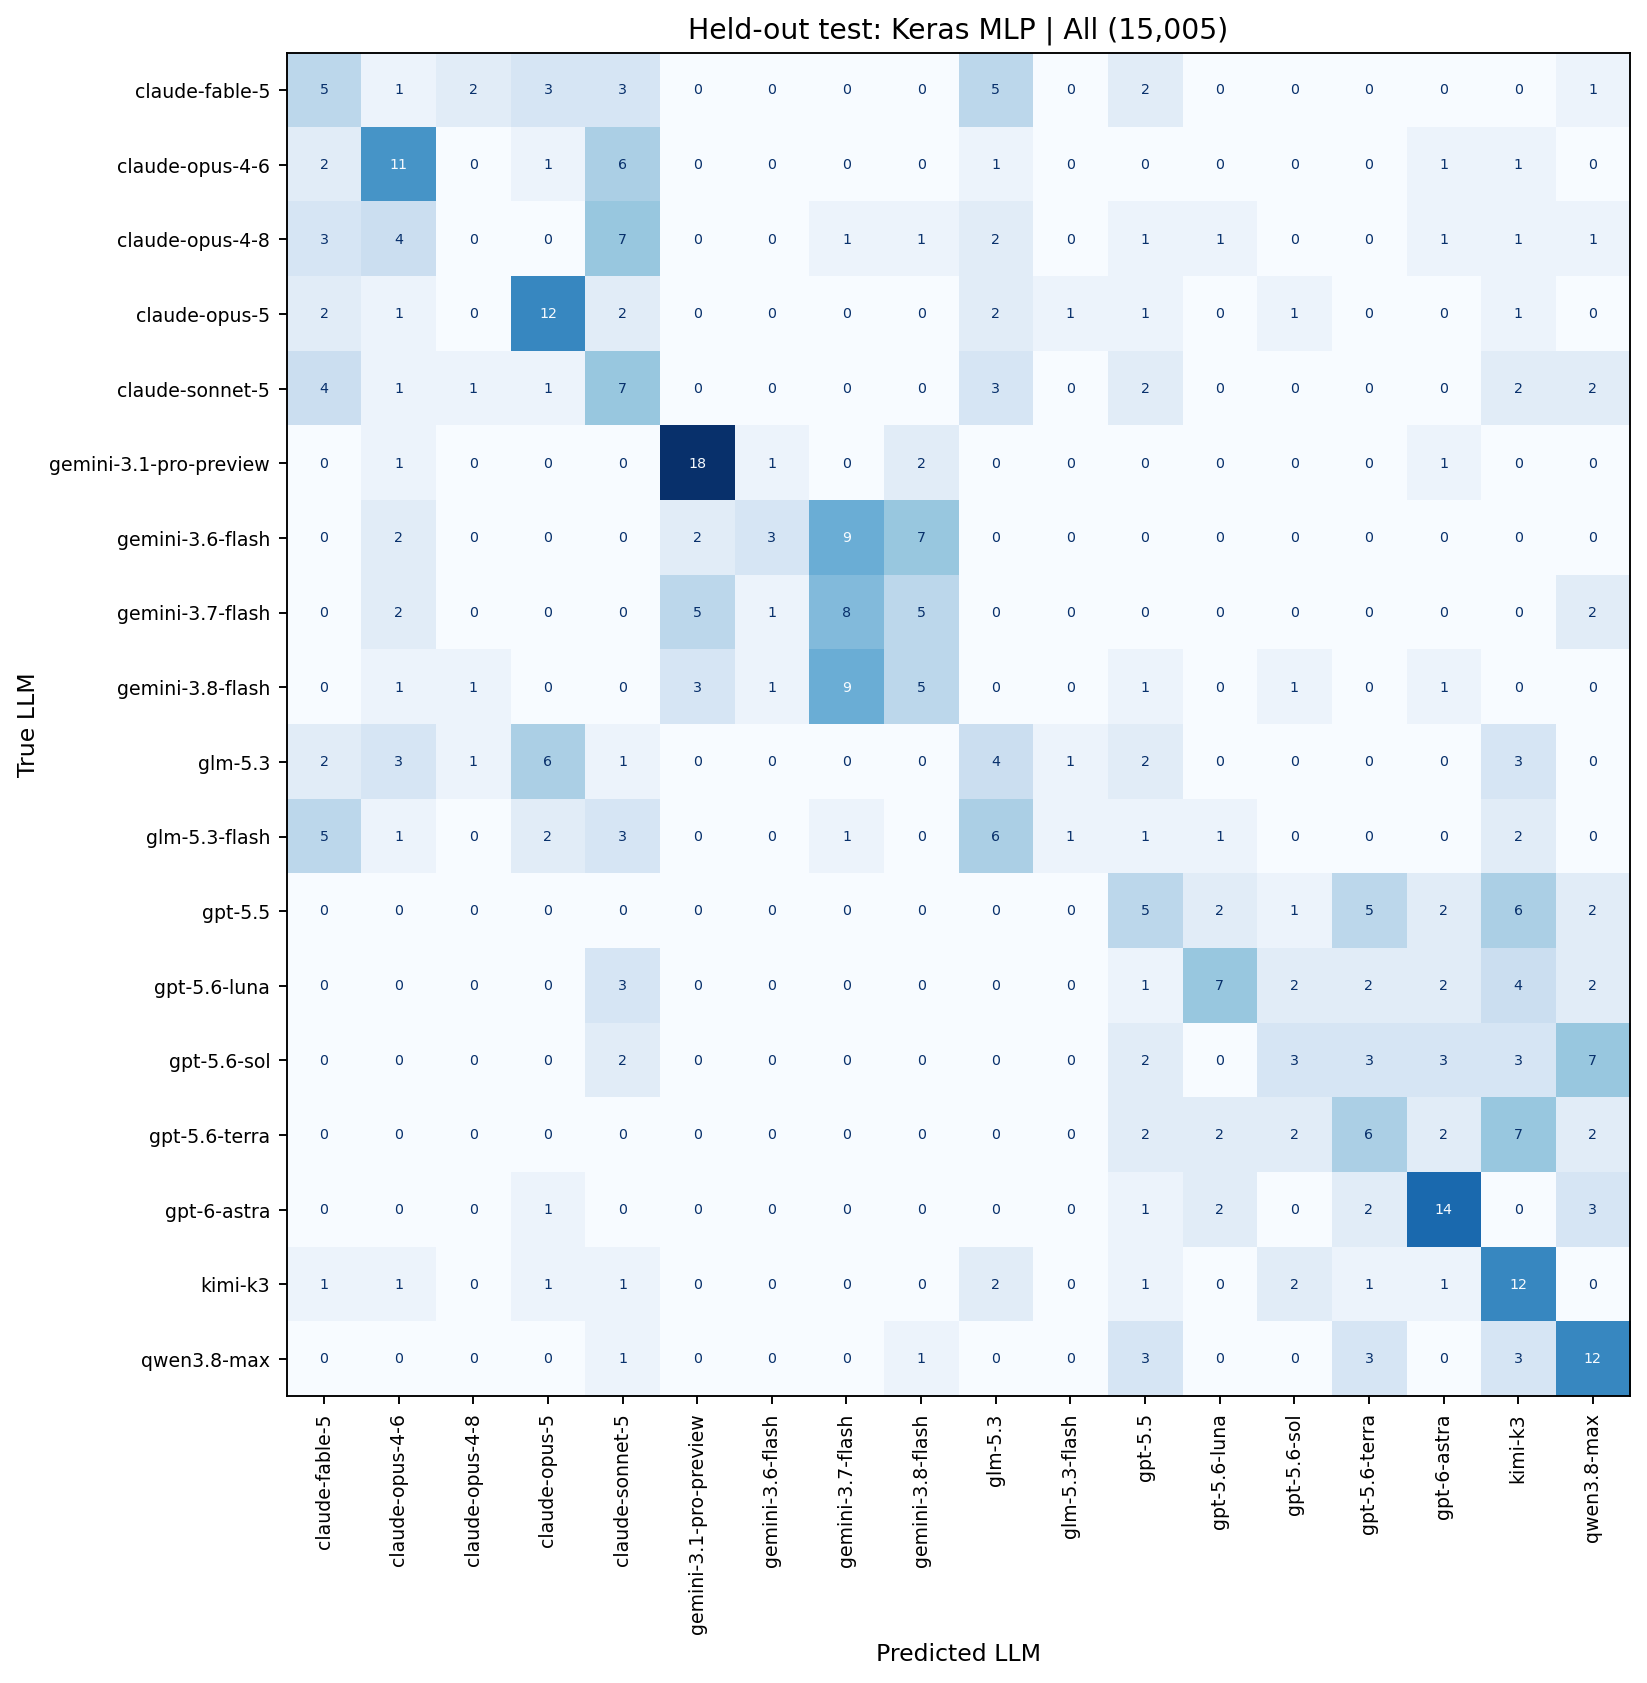 Held-out test: Keras MLP | All (15,005)
claude-fable-5 5 1 2 3 3 0 0 0 0 5 0 2 0 0 0 0 0 1
claude-opus-4-6 2 11 0 1 6 0 0 0 0 1 0 0 0 0 0 1 1 0
claude-opus-4-8 3 4 0 0 7 0 0 1 1 2 0 1 1 0 0 1 1 1
claude-opus-5 2 1 0 12 2 0 0 0 0 2 1 1 0 1 0 0 1 0
claude-sonnet-5 4 1 1 1 7 0 0 0 0 3 0 2 0 0 0 0 2 2
gemini-3.1-pro-preview 0 1 0 0 0 18 1 0 2 0 0 0 0 0 0 1 0 0
gemini-3.6-flash 0 2 0 0 0 2 3 9 7 0 0 0 0 0 0 0 0 0
gemini-3.7-flash 0 2 0 0 0 5 1 8 5 0 0 0 0 0 0 0 0 2
gemini-3.8-flash 0 1 1 0 0 3 1 9 5 0 0 1 0 1 0 1 0 0
glm-5.3 2 3 1 6 1 0 0 0 0 4 1 2 0 0 0 0 3 0
glm-5.3-flash 5 1 0 2 3 0 0 1 0 6 1 1 1 0 0 0 2 0
gpt-5.5 0 0 0 0 0 0 0 0 0 0 0 5 2 1 5 2 6 2
gpt-5.6-luna 0 0 0 0 3 0 0 0 0 0 0 1 7 2 2 2 4 2
gpt-5.6-sol 0 0 0 0 2 0 0 0 0 0 0 2 0 3 3 3 3 7
gpt-5.6-terra 0 0 0 0 0 0 0 0 0 0 0 2 2 2 6 2 7 2
gpt-6-astra 0 0 0 1 0 0 0 0 0 0 0 1 2 0 2 14 0 3
kimi-k3 1 1 0 1 1 0 0 0 0 2 0 1 0 2 1 1 12 0
qwen3.8-max 0 0 0 0 1 0 0 0 1 0 0 3 0 0 3 0 3 12
True LLM
claude-fable-5
claude-opus-4-6
claude-opus-4-8
claude-opus-5
claude-sonnet-5
gemini-3.1-pro-preview
gemini-3.6-flash
gemini-3.7-flash
gemini-3.8-flash
glm-5.3
glm-5.3-flash
gpt-5.5
gpt-5.6-luna
gpt-5.6-sol
gpt-5.6-terra
gpt-6-astra
kimi-k3
qwen3.8-max
Predicted LLM